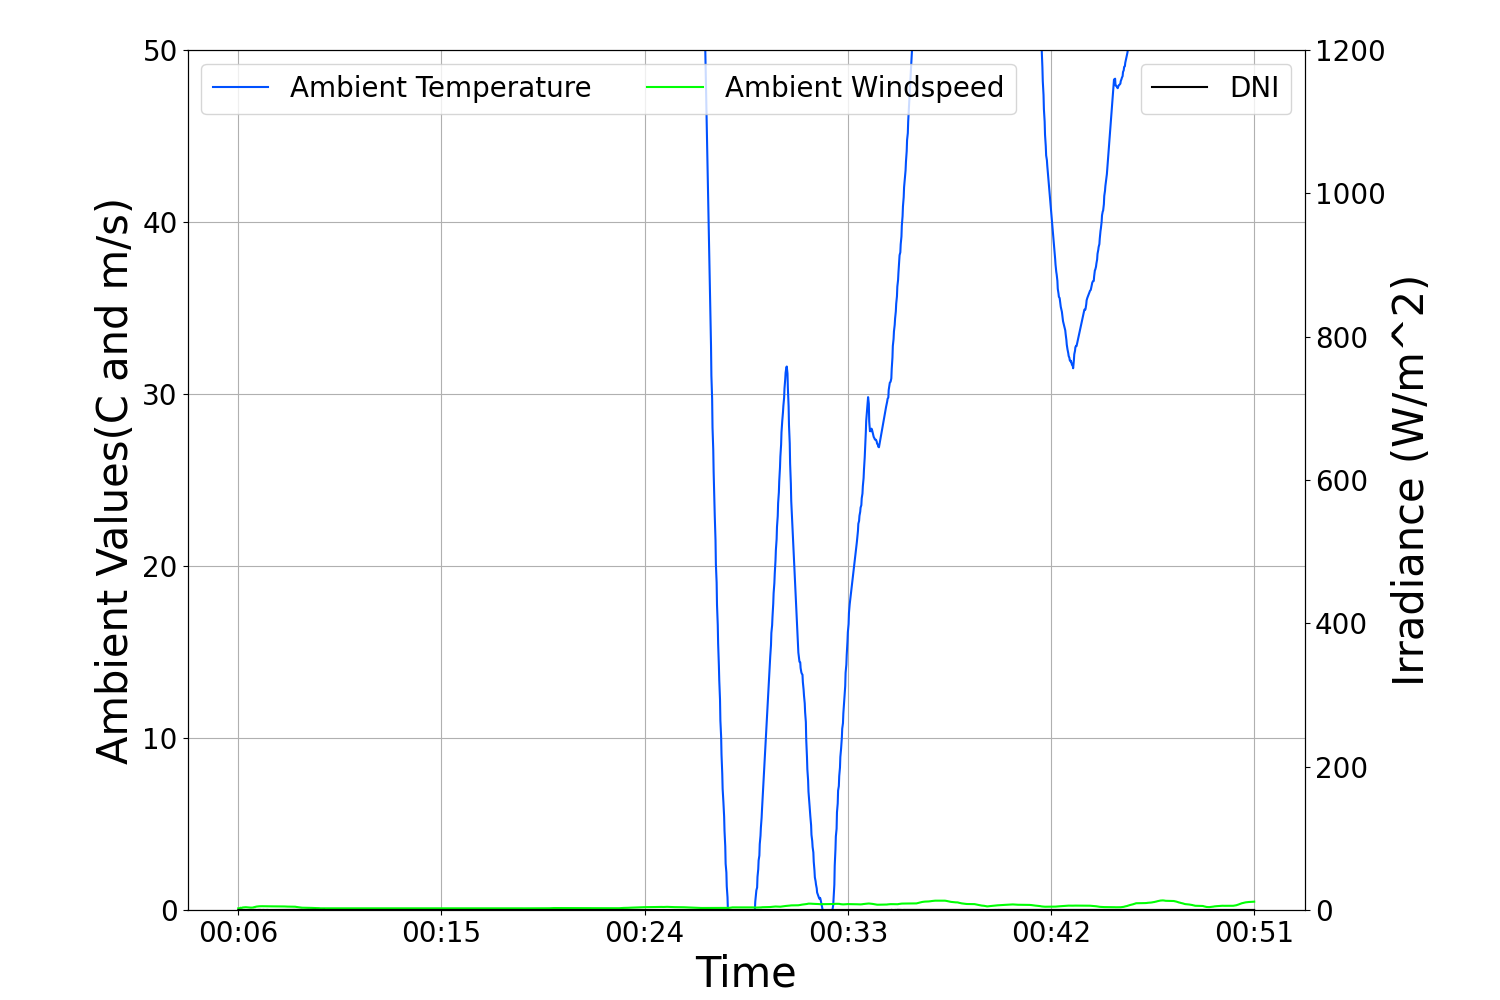 50
40
30
20
10
0
Ambient Values(C and m/s)
Ambient Temperature
Ambient Windspeed
DNI
1200
1000
800
600
400
200
0
Irradiance (W/m^2)
00:06 00:15 00:24 00:33 00:42 00:51
Time